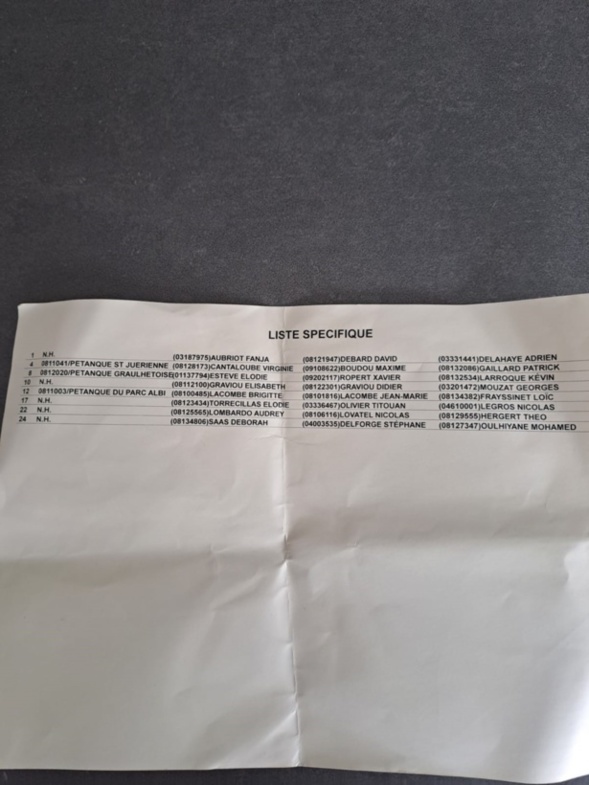 LISTE SPECIFIQUE
1 N.H. (03187975)AUBRIOT FANJA (08121947)DEBARD DAVID (03331441)DELAHAYE ADRIEN
4 0811041/PETANQUE ST JUERIENNE (08128173)CANTALOUBE VIRGINIE (09108622)BOUDOU MAXIME (08132086)GAILLARD PATRICK
8 0812020/PETANQUE GRAULHETOISE (01137794)ESTEVE ELODIE (09202117)ROPERT XAVIER (08132534)LARROQUE KÉVIN
10 N.H. (08112100)GRAVIOU ELISABETH (08122301)GRAVIOU DIDIER (03201472)MOUZAT GEORGES
12 0811003/PETANQUE DU PARC ALBI (08100485)LACOMBE BRIGITTE (08101816)LACOMBE JEAN-MARIE (08134382)FRAYSSINET LOÏC
17 N.H. (08123434)TORRECILLAS ELODIE (03336467)OLIVIER TITOUAN (04610001)LEGROS NICOLAS
22 N.H. (08125565)LOMBARDO AUDREY (08106116)LOVATEL NICOLAS (08129555)HERGERT THEO
24 N.H. (08134806)SAAS DEBORAH (04003535)DELFORGE STÉPHANE (08127347)OULHIYANE MOHAMED